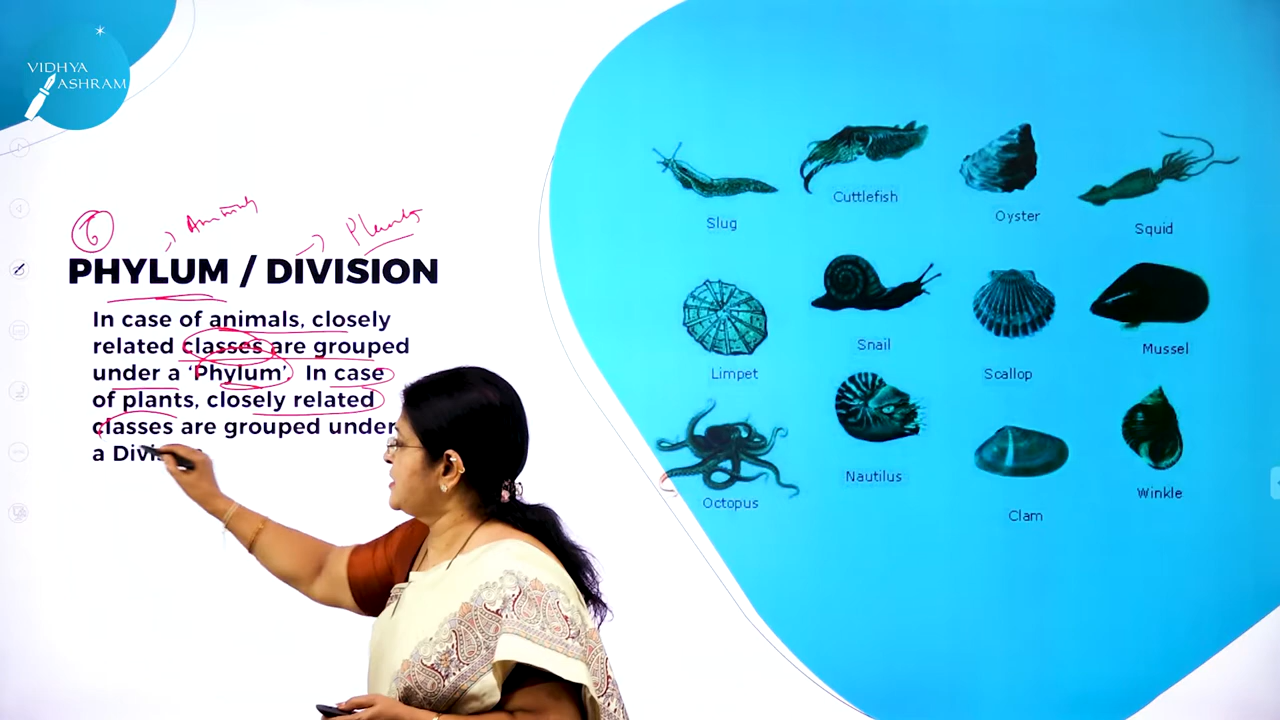 VIDHYA
ASHRAM
6
Animals
Plants
PHYLUM / DIVISION
In case of animals, closely
related classes are grouped
under a ‘Phylum’. In case
of plants, closely related
classes are grouped under
a Divis
Slug
Cuttlefish
Oyster
Squid
Limpet
Snail
Scallop
Mussel
Octopus
Nautilus
Clam
Winkle